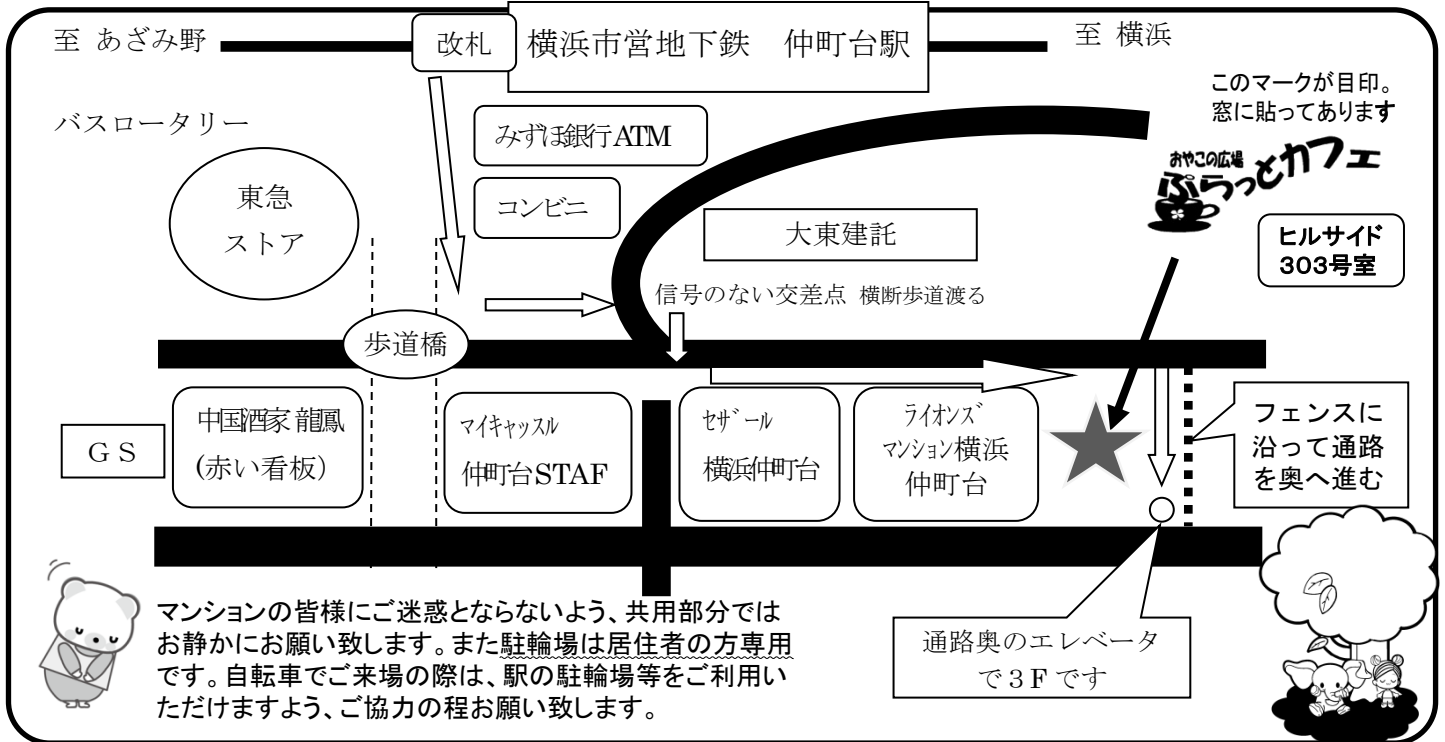 至 あざみ野
改札
横浜市営地下鉄 仲町台駅
至 横浜
このマークが目印。
窓に貼ってあります
おやこの広場
ぷらっとカフェ
ヒルサイド
303号室
バスロータリー
みずほ銀行ATM
コンビニ
東急
ストア
大東建託
信号のない交差点 横断歩道渡る
歩道橋
GS
中国酒家 龍鳳
(赤い看板)
マイキャッスル
仲町台STAF
セザール
横浜仲町台
ライオンズ
マンション横浜
仲町台
フェンスに
沿って通路
を奥へ進む
通路奥のエレベータ
で3Fです
マンションの皆様にご迷惑とならないよう、共用部分では
お静かにお願い致します。また駐輪場は居住者の方専用
です。自転車でご来場の際は、駅の駐輪場等をご利用い
ただけますよう、ご協力の程お願い致します。